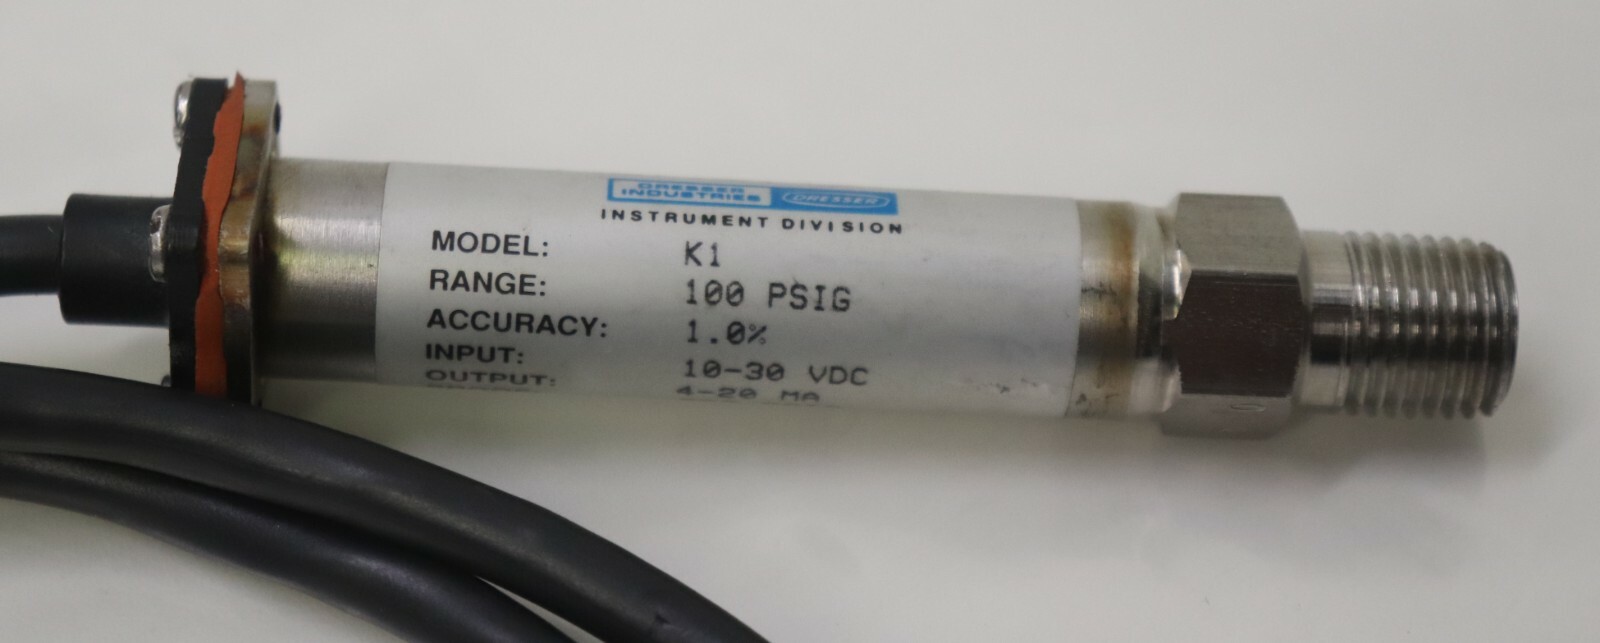 DRESSER
INDUSTRIES
DRESSER
INSTRUMENT DIVISION
MODEL: K1
RANGE: 100 PSIG
ACCURACY: 1.0%
INPUT: 10-30 VDC
OUTPUT: 4-20 MA